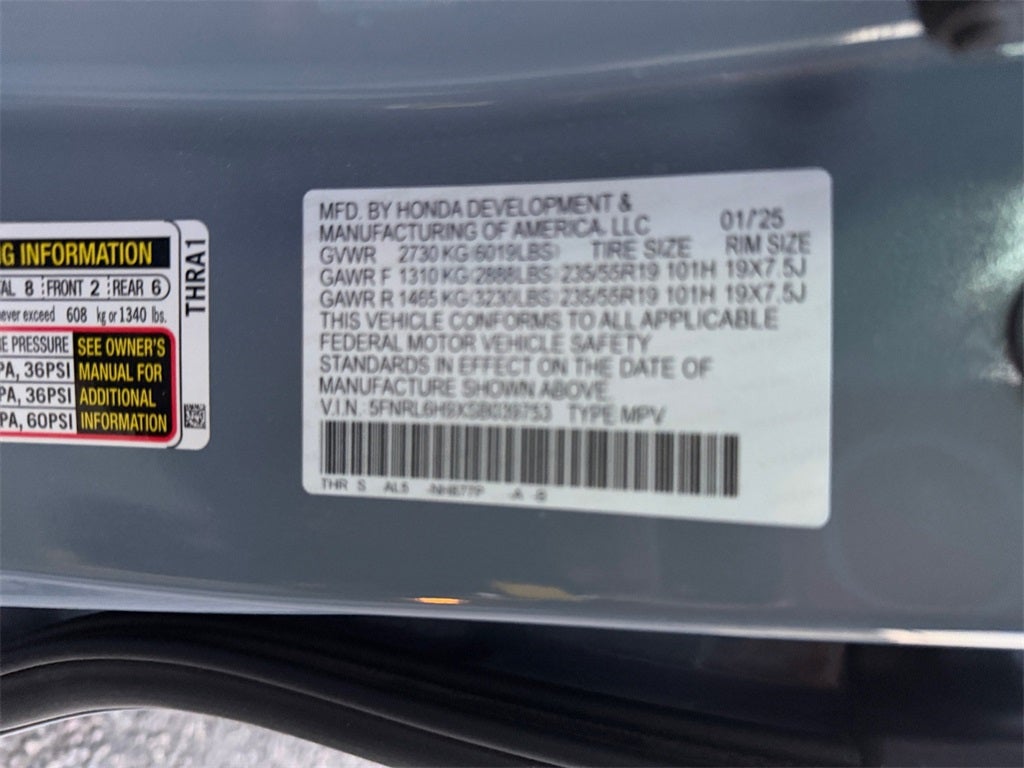 G INFORMATION
AL 8 FRONT 2 REAR 6
never exceed 608 kg or 1340 lbs.
E PRESSURE
PA, 36PSI
PA, 36PSI
PA, 60PSI
SEE OWNER'S
MANUAL FOR
ADDITIONAL
INFORMATION
THRA1
MFD. BY HONDA DEVELOPMENT &
MANUFACTURING OF AMERICA, LLC 01/25
GVWR 2730 KG(6019LBS) TIRE SIZE RIM SIZE
GAWR F 1310 KG(2888LBS) 235/55R19 101H 19X7.5J
GAWR R 1465 KG(3230LBS) 235/55R19 101H 19X7.5J
THIS VEHICLE CONFORMS TO ALL APPLICABLE
FEDERAL MOTOR VEHICLE SAFETY
STANDARDS IN EFFECT ON THE DATE OF
MANUFACTURE SHOWN ABOVE.
V.I.N.: TYPE MPV
THR S AL5 -A -B